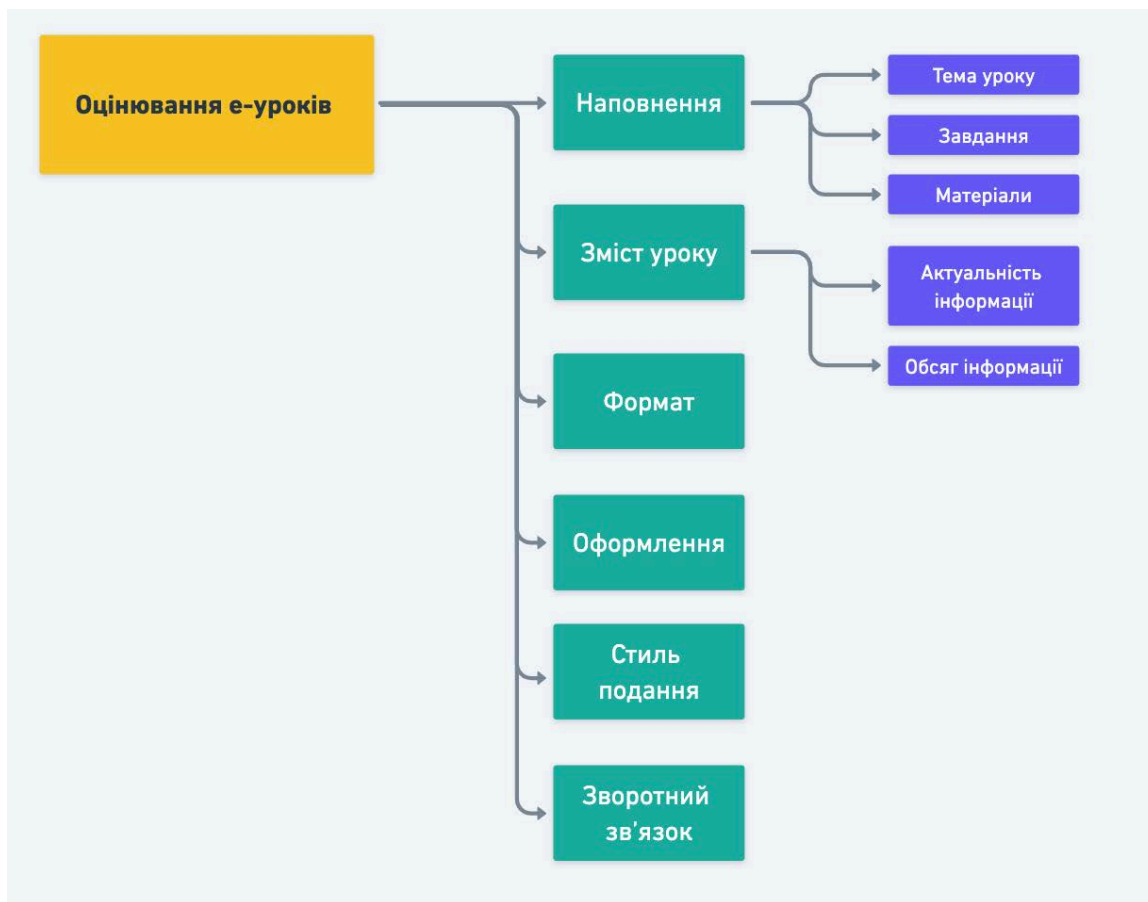 Оцінювання е-уроків
Наповнення
Тема уроку
Завдання
Матеріали
Зміст уроку
Актуальність
інформації
Обсяг інформації
Формат
Оформлення
Стиль
подання
Зворотний
зв’язок